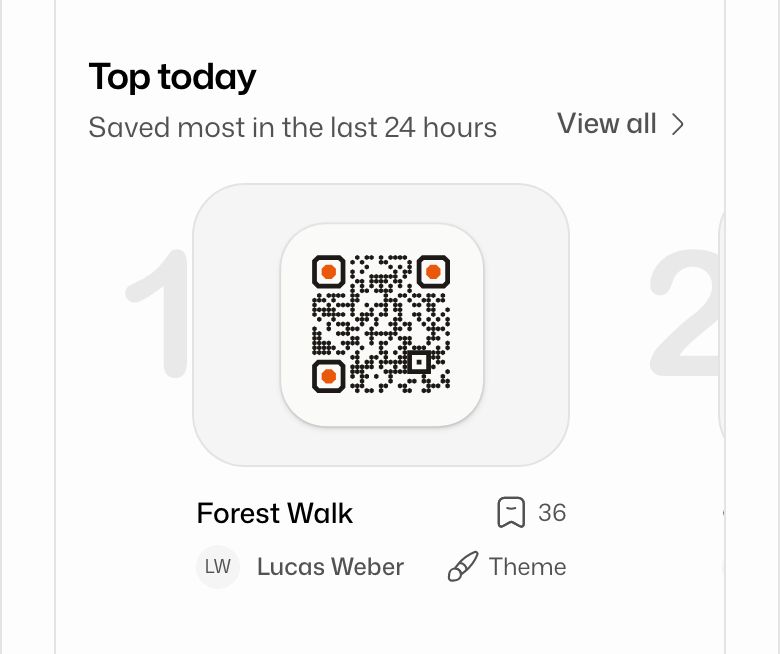 Top today
Saved most in the last 24 hours
View all
1
2
Forest Walk
36
LW
Lucas Weber
Theme